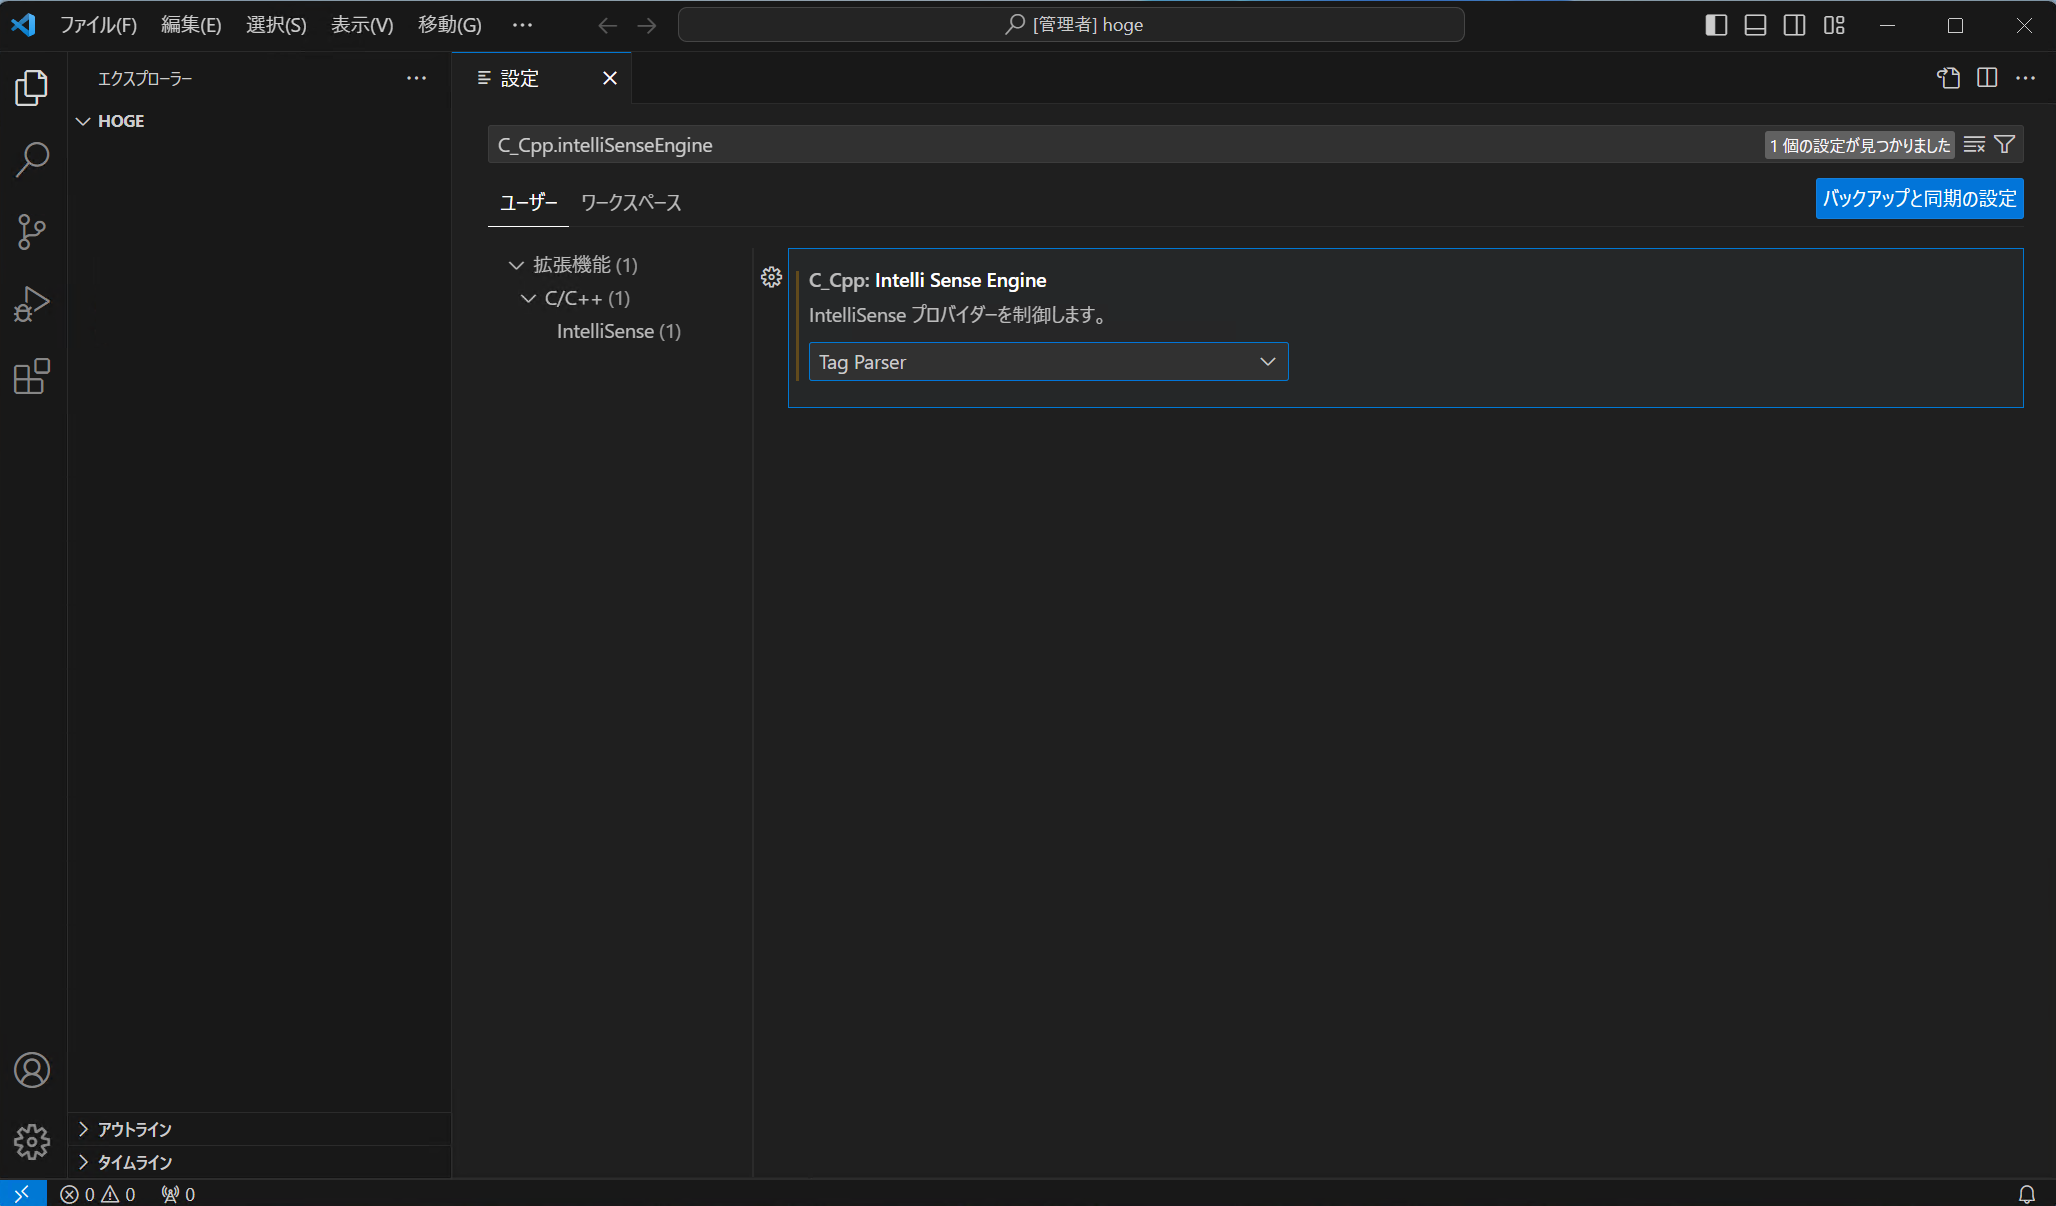 ファイル(F) 編集(E) 選択(S) 表示(V) 移動(G) ···
[管理者] hoge
エクスプローラー
HOGE
設定
C_Cpp.intelliSenseEngine
1 個の設定が見つかりました
ユーザー ワークスペース
バックアップと同期の設定
拡張機能 (1)
C/C++ (1)
IntelliSense (1)
C_Cpp: Intelli Sense Engine
IntelliSense プロバイダーを制御します。
Tag Parser
アウトライン
タイムライン
0 0 0